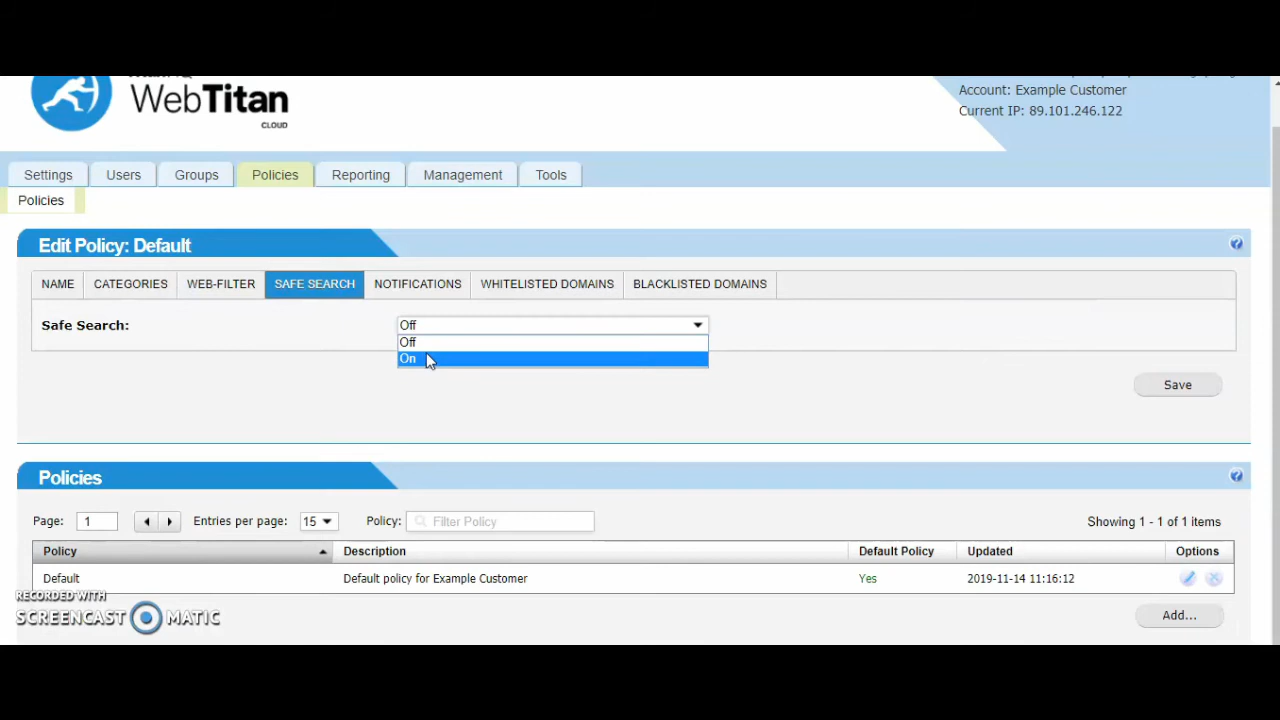 WebTitan
CLOUD
Account: Example Customer
Current IP: 89.101.246.122
Settings Users Groups Policies Reporting Management Tools
Policies
Edit Policy: Default
NAME CATEGORIES WEB-FILTER SAFE SEARCH NOTIFICATIONS WHITELISTED DOMAINS BLACKLISTED DOMAINS
Safe Search: Off
Off
On
Save
Policies
Page: 1 Entries per page: 15 Policy: Filter Policy Showing 1 - 1 of 1 items
Policy Description Default Policy Updated Options
Default Default policy for Example Customer Yes 2019-11-14 11:16:12
RECORDED WITH
SCREENCAST MATIC
Add...